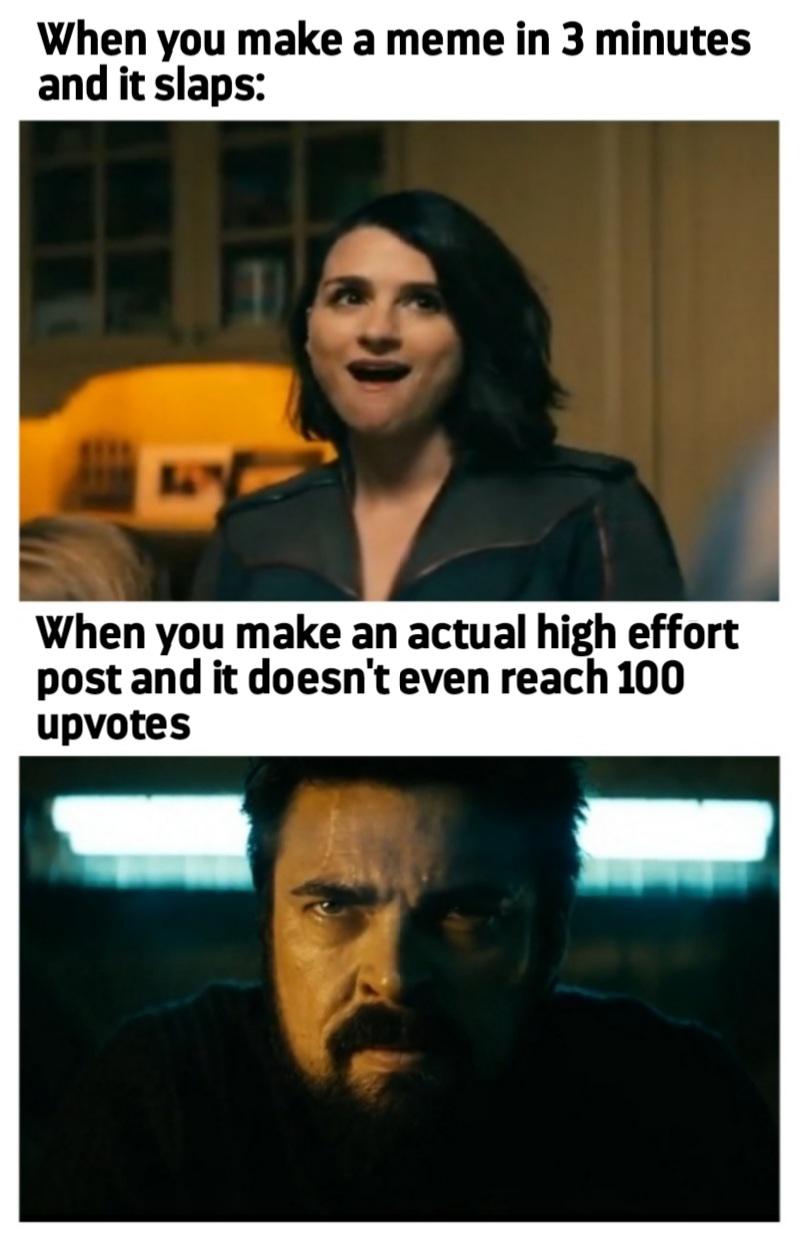 When you make a meme in 3 minutes
and it slaps:
When you make an actual high effort
post and it doesn't even reach 100
upvotes